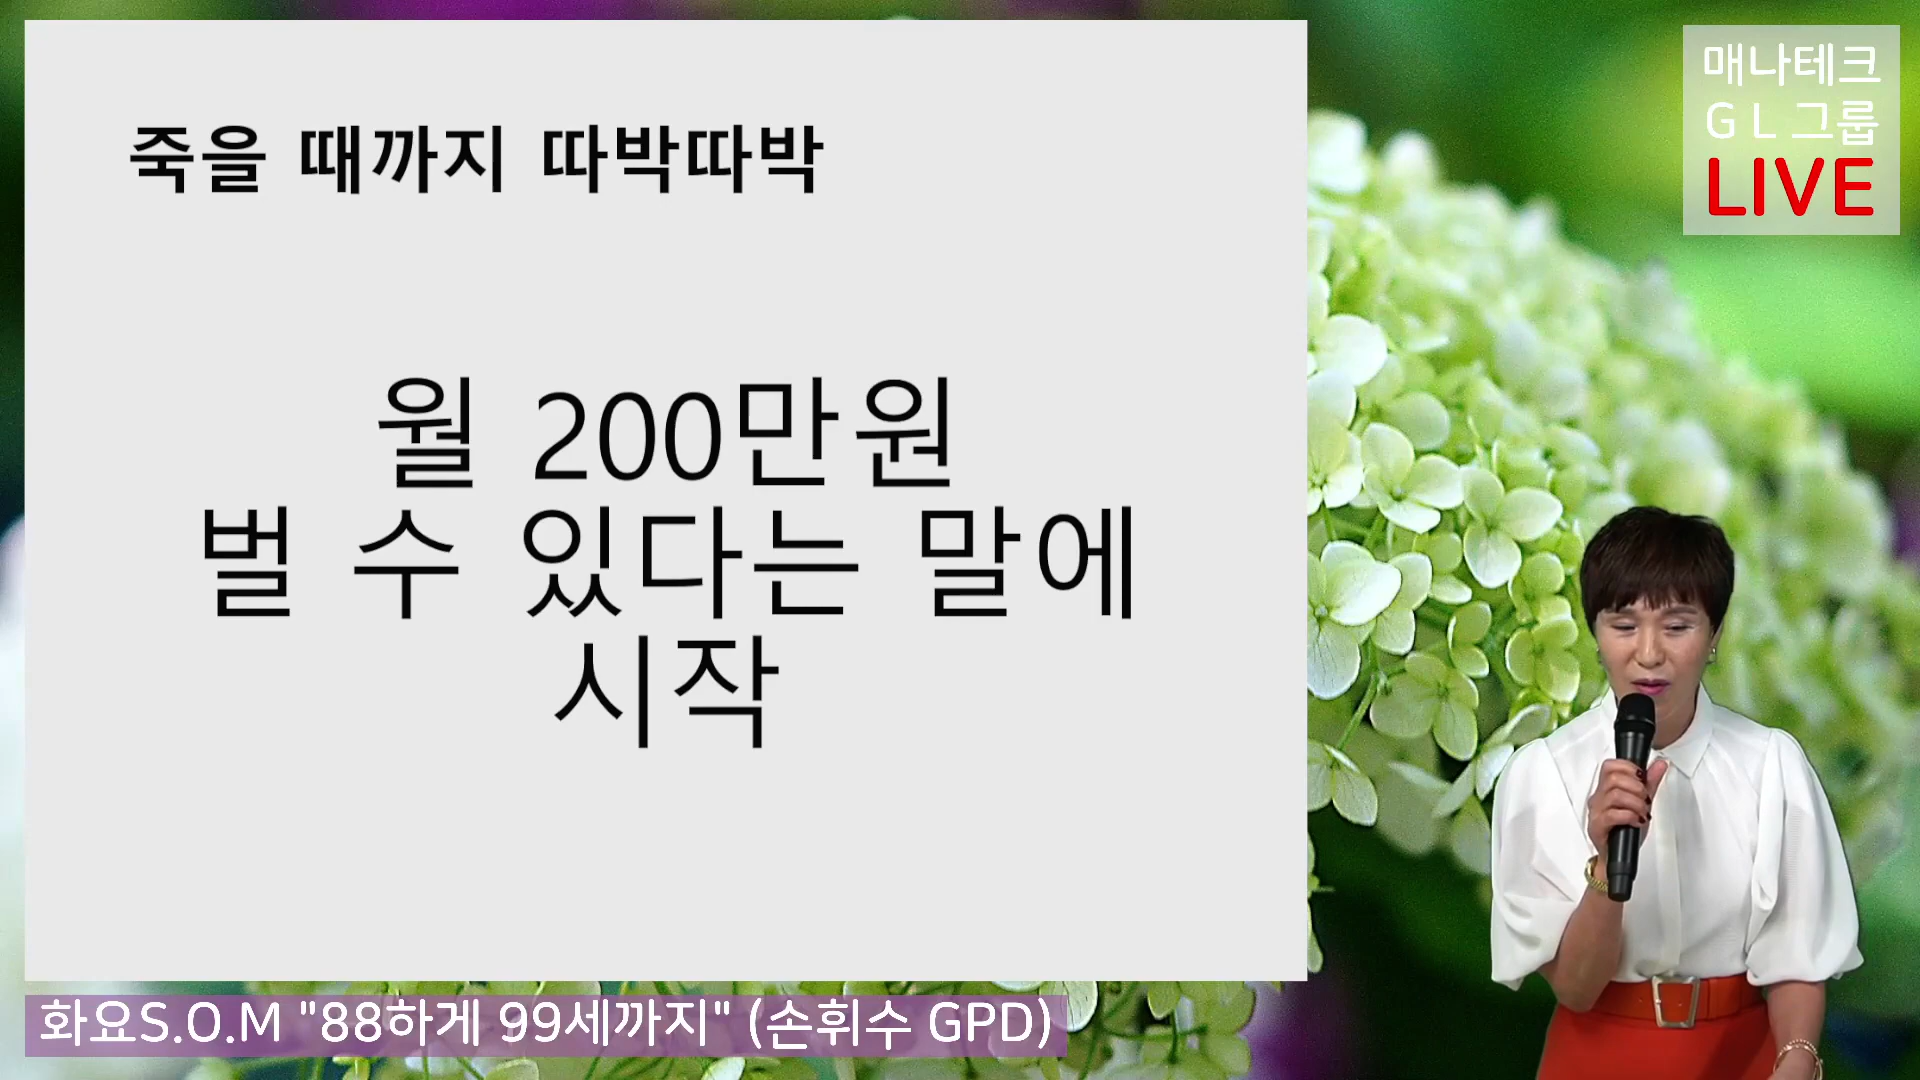 죽을 때까지 따박따박
월 200만원
벌 수 있다는 말에
시작
매나테크
GL그룹
LIVE
화요S.O.M "88하게 99세까지" (손휘수 GPD)